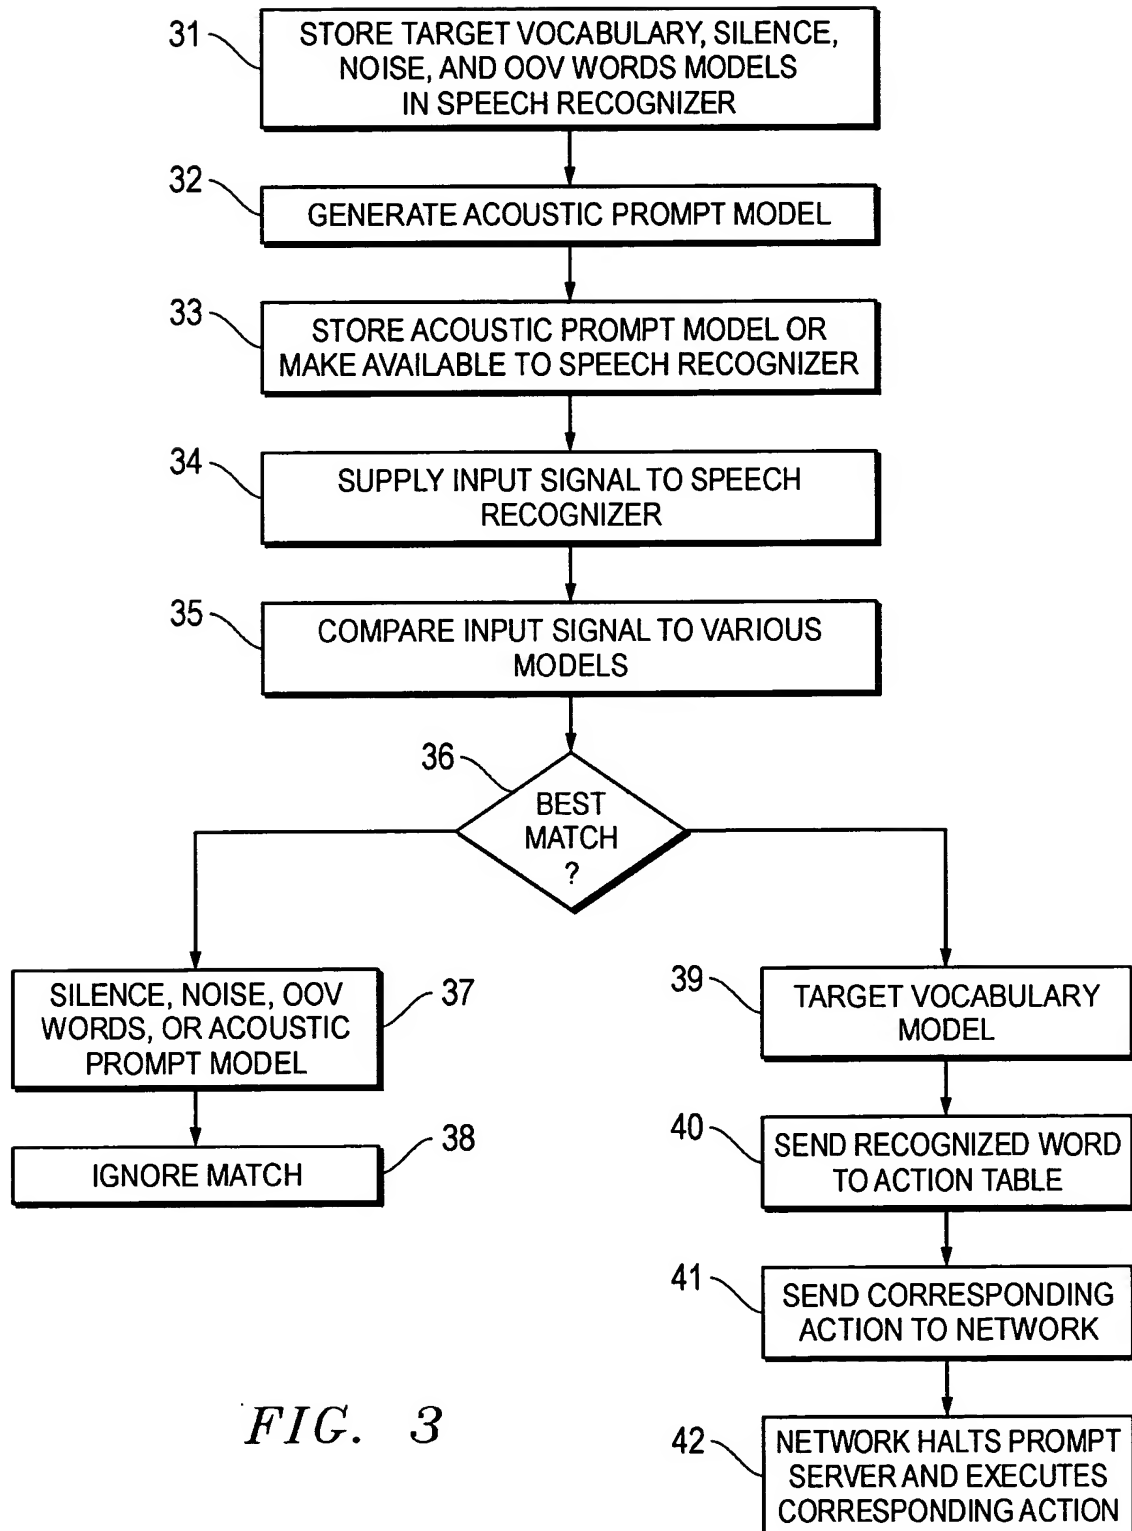 31
STORE TARGET VOCABULARY, SILENCE,
NOISE, AND OOV WORDS MODELS
IN SPEECH RECOGNIZER
32
GENERATE ACOUSTIC PROMPT MODEL
33
STORE ACOUSTIC PROMPT MODEL OR
MAKE AVAILABLE TO SPEECH RECOGNIZER
34
SUPPLY INPUT SIGNAL TO SPEECH
RECOGNIZER
35
COMPARE INPUT SIGNAL TO VARIOUS
MODELS
36
BEST
MATCH
?
SILENCE, NOISE, OOV
WORDS, OR ACOUSTIC
PROMPT MODEL
37
IGNORE MATCH
38
39
TARGET VOCABULARY
MODEL
40
SEND RECOGNIZED WORD
TO ACTION TABLE
41
SEND CORRESPONDING
ACTION TO NETWORK
42
NETWORK HALTS PROMPT
SERVER AND EXECUTES
CORRESPONDING ACTION
FIG. 3